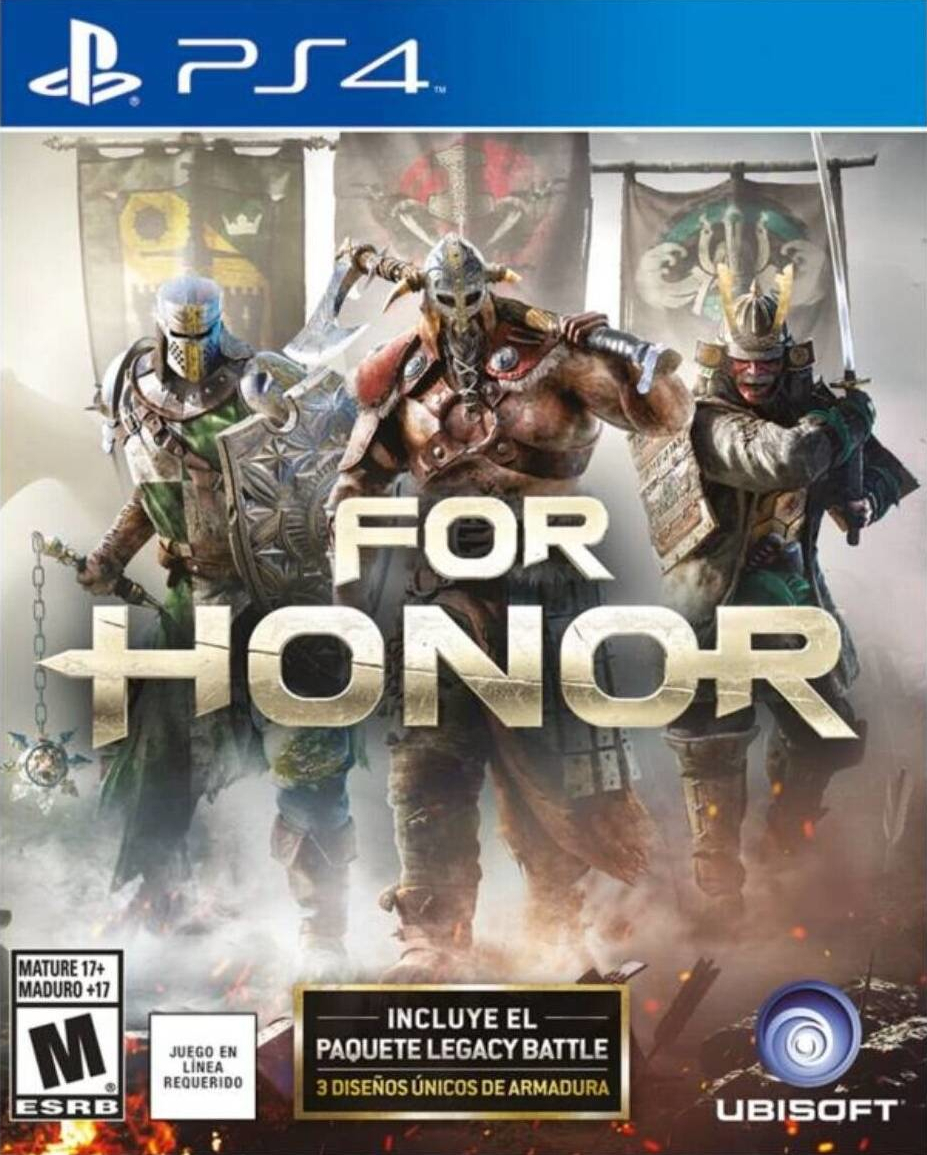 PS4™
FOR
HONOR
MATURE 17+
MADURO +17
M®
ESRB
JUEGO EN
LÍNEA
REQUERIDO
INCLUYE EL
PAQUETE LEGACY BATTLE
3 DISEÑOS ÚNICOS DE ARMADURA
UBISOFT